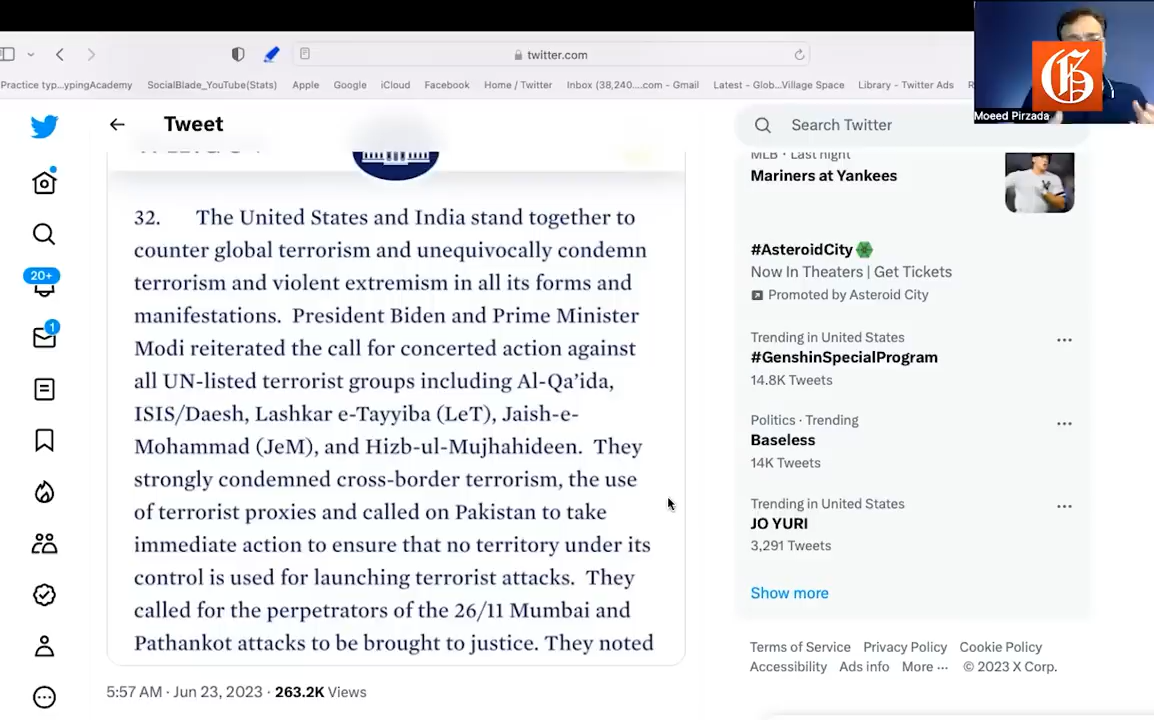 twitter.com
Practice typ...ypingAcademy
SocialBlade_YouTube(Stats)
Apple
Google
iCloud
Facebook
Home / Twitter
Inbox (38,240....com - Gmail
Latest - Glob...Village Space
Library - Twitter Ads
G
Moeed Pirzada
Tweet
32. The United States and India stand together to
counter global terrorism and unequivocally condemn
terrorism and violent extremism in all its forms and
manifestations. President Biden and Prime Minister
Modi reiterated the call for concerted action against
all UN-listed terrorist groups including Al-Qa’ida,
ISIS/Daesh, Lashkar e-Tayyiba (LeT), Jaish-e-
Mohammad (JeM), and Hizb-ul-Mujhahideen. They
strongly condemned cross-border terrorism, the use
of terrorist proxies and called on Pakistan to take
immediate action to ensure that no territory under its
control is used for launching terrorist attacks. They
called for the perpetrators of the 26/11 Mumbai and
Pathankot attacks to be brought to justice. They noted
5:57 AM · Jun 23, 2023 · 263.2K Views
20+
1
Search Twitter
MLB · Last night
Mariners at Yankees
#AsteroidCity
Now In Theaters | Get Tickets
Promoted by Asteroid City
Trending in United States
#GenshinSpecialProgram
14.8K Tweets
Politics · Trending
Baseless
14K Tweets
Trending in United States
JO YURI
3,291 Tweets
Show more
Terms of Service Privacy Policy Cookie Policy
Accessibility Ads info More ··· © 2023 X Corp.